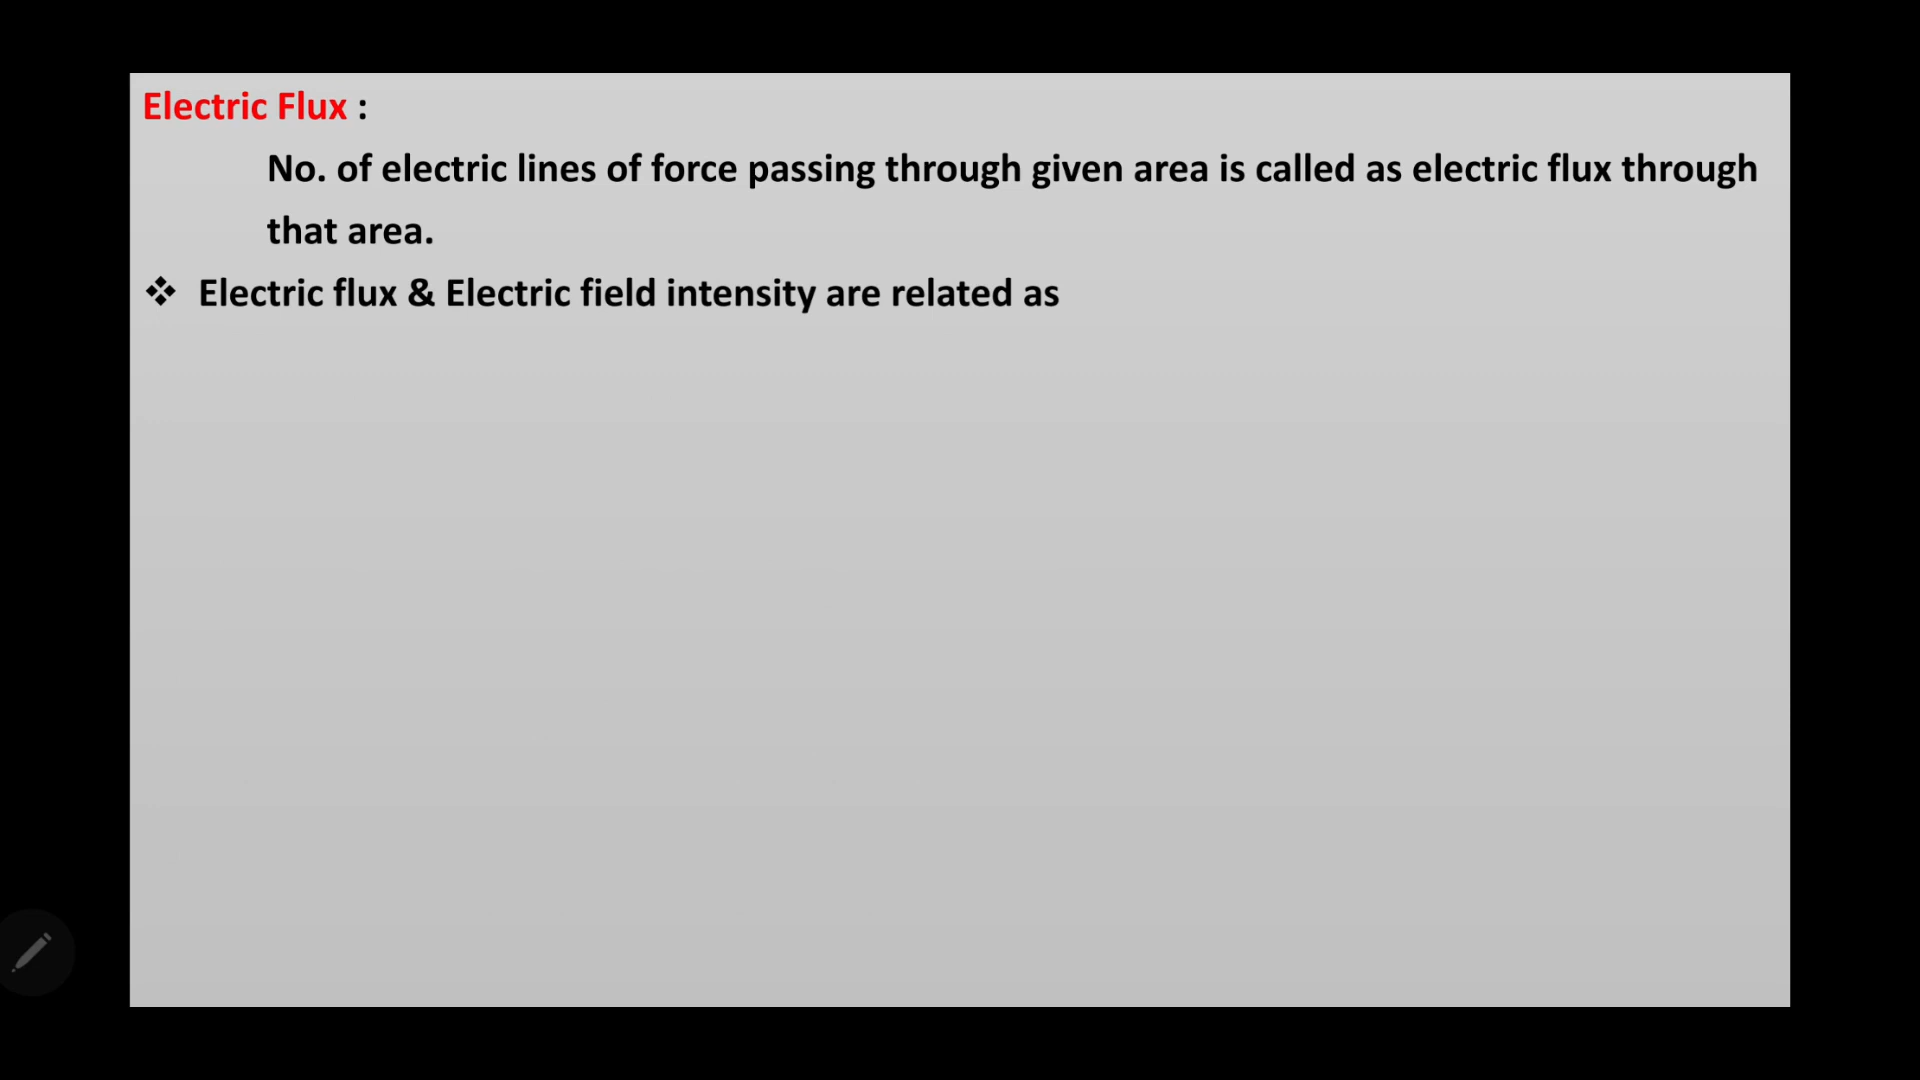 Electric Flux :
No. of electric lines of force passing through given area is called as electric flux through
that area.
❖ Electric flux & Electric field intensity are related as